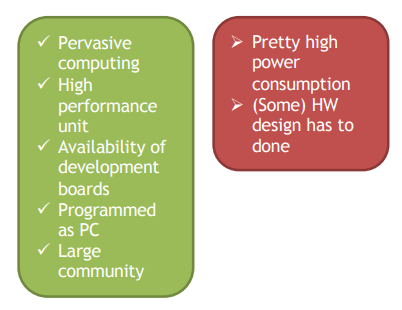 ✓ Pervasive
computing
✓ High
performance
unit
✓ Availability of
development
boards
✓ Programmed
as PC
✓ Large
community
➢ Pretty high
power
consumption
➢ (Some) HW
design has to
done